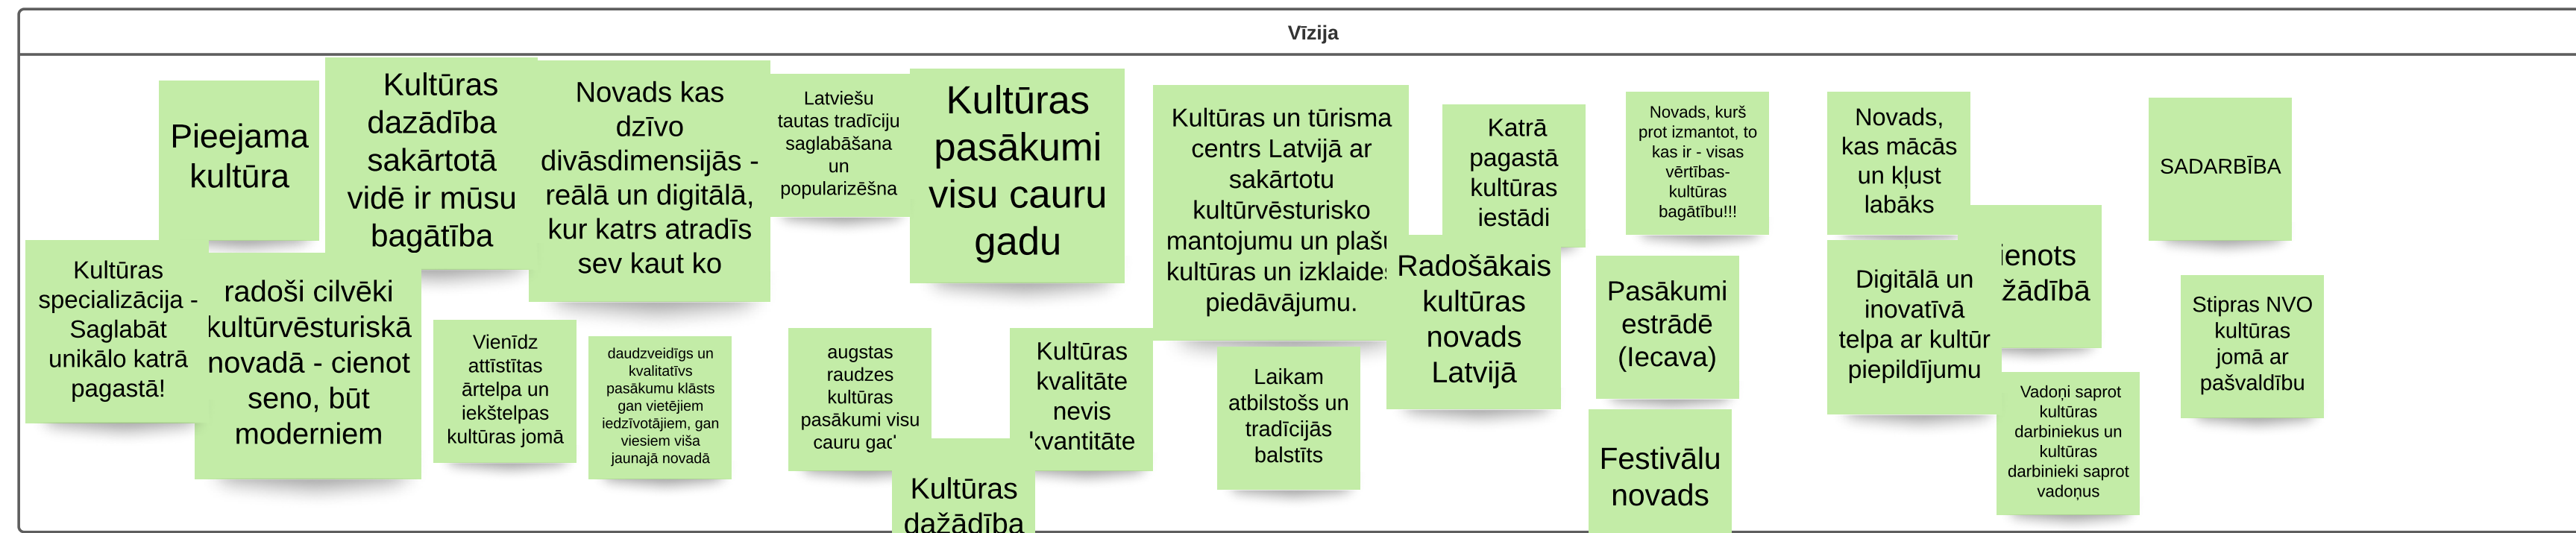 Vīzija
Pieejama
kultūra
Kultūras
dazādība
sakārtotā
vidē ir mūsu
bagātība
Novads kas
dzīvo
divāsdimensijās -
reālā un digitālā,
kur katrs atradīs
sev kaut ko
Latviešu
tautas tradīciju
saglabāšana
un
popularizēšna
Kultūras
pasākumi
visu cauru
gadu
Kultūras un tūrisma
centrs Latvijā ar
sakārtotu
kultūrvēsturisko
mantojumu un
kultūras un
piedāvājumu.
Katrā
pagastā
kultūras
iestādi
Novads, kurš
prot izmantot, to
kas ir - visas
vērtības-
kultūras
bagātību!!!
Novads,
kas mācās
un kļust
labāks
SADARBĪBA
Kultūras
specializācija -
Saglabāt
unikālo katrā
pagastā!
radoši cilvēki
kultūrvēsturiskā
novadā - cienot
seno, būt
moderniem
Vienīdz
attīstītas
ārtelpa un
iekštelpas
kultūras jomā
daudzveidīgs un
kvalitatīvs
pasākumu klāsts
gan vietējiem
iedzīvotājiem, gan
viesiem viša
jaunajā novadā
augstas
raudzes
kultūras
pasākumi visu
cauru
Kultūras
kvalitāte
nevis
kvantitāte
Kultūras
dažādība
Laikam
atbilstošs un
tradīcijās
balstīts
Radošākais
kultūras
novads
Latvijā
Pasākumi
estrādē
(Iecava)
Festivālu
novads
Digitālā un
inovatīvā
telpa ar kultūr
piepildījumu
Vadoņi saprot
kultūras
darbiniekus un
kultūras
darbinieki saprot
vadoņus
Stipras NVO
kultūras
jomā ar
pašvaldību